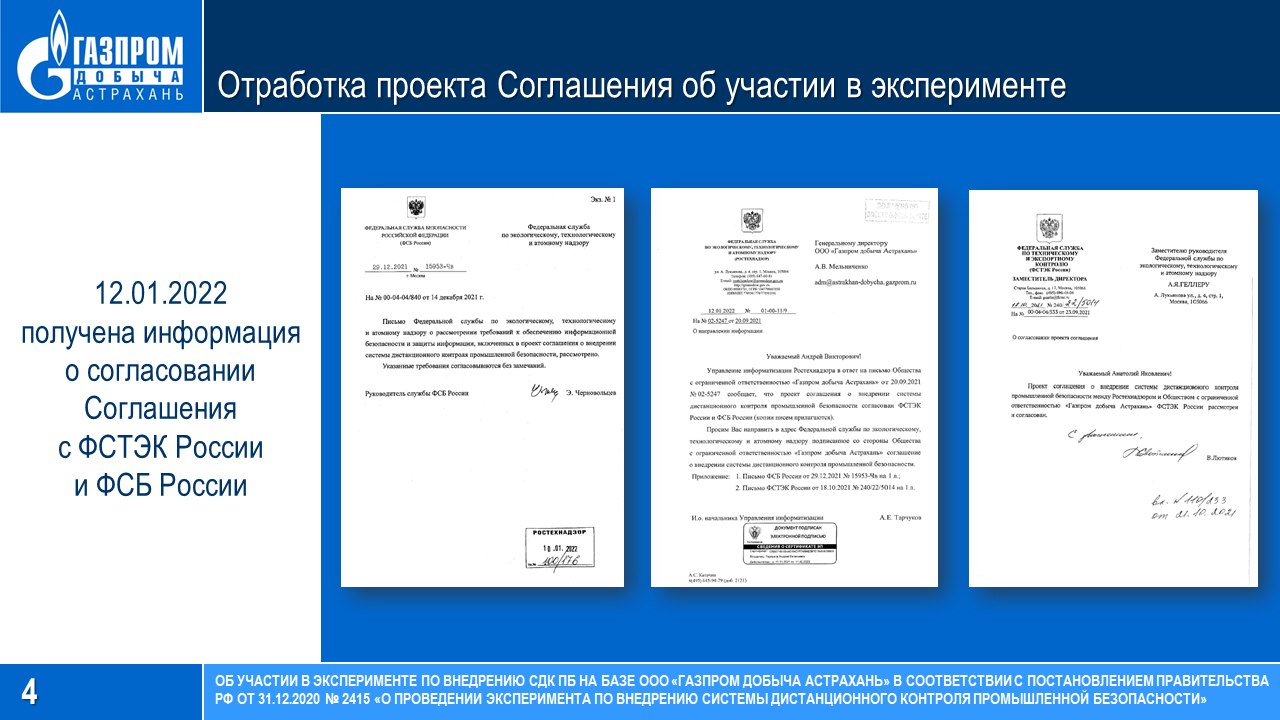 ГАЗПРОМ
ДОБЫЧА
АСТРАХАНЬ
Отработка проекта Соглашения об участии в эксперименте
12.01.2022
получена информация
о согласовании
Соглашения
с ФСТЭК России
и ФСБ России
Экз. № 1
ФЕДЕРАЛЬНАЯ СЛУЖБА БЕЗОПАСНОСТИ
РОССИЙСКОЙ ФЕДЕРАЦИИ
(ФСБ России)
Федеральная служба
по экологическому, технологическому
и атомному надзору
29.12.2021 № 15953-Чв
г. Москва
На № 00-04-04/840 от 14 декабря 2021 г.
Письмо Федеральной службы по экологическому, технологическому
и атомному надзору о рассмотрении требований к обеспечению информационной
безопасности и защиты информации, включенных в проект соглашения о внедрении
системы дистанционного контроля промышленной безопасности, рассмотрено.
Указанные требования согласовываются без замечаний.
Руководитель службы ФСБ России
Э. Черновольцев
РОСТЕХНАДЗОР
10.01.2022
ФЕДЕРАЛЬНАЯ СЛУЖБА
ПО ЭКОЛОГИЧЕСКОМУ, ТЕХНОЛОГИЧЕСКОМУ
И АТОМНОМУ НАДЗОРУ
(РОСТЕХНАДЗОР)
Генеральному директору
ООО «Газпром добыча Астрахань»
А.В. Мельниченко
adm@astrakhan-dobycha.gazprom.ru
12.01.2022 № 01-00-11/9
На № 02-5247 от 20.09.2021
О направлении информации
Уважаемый Андрей Викторович!
Управление информатизации Ростехнадзора в ответ на письмо Общества
с ограниченной ответственностью «Газпром добыча Астрахань» от 20.09.2021
№ 02-5247 сообщает, что проект соглашения о внедрении системы
дистанционного контроля промышленной безопасности согласован ФСТЭК
России и ФСБ России (копии писем прилагаются).
Просим Вас направить в адрес Федеральной службы по экологическому,
технологическому и атомному надзору подписанное со стороны Общества
с ограниченной ответственностью «Газпром добыча Астрахань» соглашение
о внедрении системы дистанционного контроля промышленной безопасности.
Приложение: 1. Письмо ФСБ России от 29.12.2021 № 15953-Чв на 1 л.;
2. Письмо ФСТЭК России от 18.10.2021 № 240/22/5014 на 1 л.
И.о. начальника Управления информатизации
А.Е. Тарчуков
ДОКУМЕНТ ПОДПИСАН
ЭЛЕКТРОННОЙ ПОДПИСЬЮ
СВЕДЕНИЯ О СЕРТИФИКАТЕ ЭП
ФЕДЕРАЛЬНАЯ СЛУЖБА
ПО ТЕХНИЧЕСКОМУ
И ЭКСПОРТНОМУ
КОНТРОЛЮ
(ФСТЭК России)
ЗАМЕСТИТЕЛЬ ДИРЕКТОРА
Заместителю руководителя
Федеральной службы по
экологическому, технологическому
и атомному надзору
А.Я.ГЕЛЛЕРУ
А. Лукьянова ул., д. 4, стр. 1,
Москва, 105066
На № 00-04-04/533 от 23.09.2021
О согласовании проекта соглашения
Уважаемый Анатолий Яковлевич!
Проект соглашения о внедрении системы дистанционного контроля
промышленной безопасности между Ростехнадзором и Обществом с ограниченной
ответственностью «Газпром добыча Астрахань» ФСТЭК России рассмотрен
и согласован.
В.Лютиков
вх. № 110/233
от 21.10.2021
4
ОБ УЧАСТИИ В ЭКСПЕРИМЕНТЕ ПО ВНЕДРЕНИЮ СДК ПБ НА БАЗЕ ООО «ГАЗПРОМ ДОБЫЧА АСТРАХАНЬ» В СООТВЕТСТВИИ С ПОСТАНОВЛЕНИЕМ ПРАВИТЕЛЬСТВА
РФ ОТ 31.12.2020 № 2415 «О ПРОВЕДЕНИИ ЭКСПЕРИМЕНТА ПО ВНЕДРЕНИЮ СИСТЕМЫ ДИСТАНЦИОННОГО КОНТРОЛЯ ПРОМЫШЛЕННОЙ БЕЗОПАСНОСТИ»